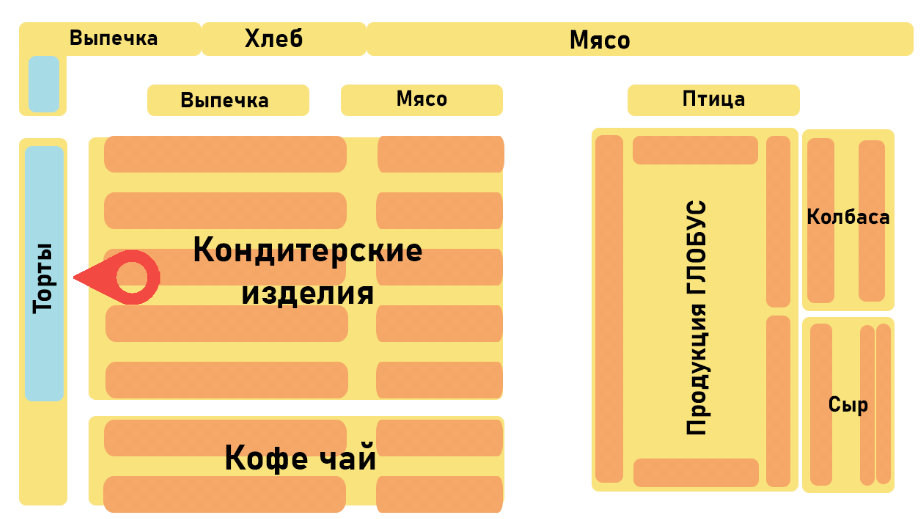 Выпечка
Хлеб
Мясо
Выпечка
Мясо
Птица
Торты
Кондитерские
изделия
Продукция ГЛОБУС
Колбаса
Сыр
Кофе чай